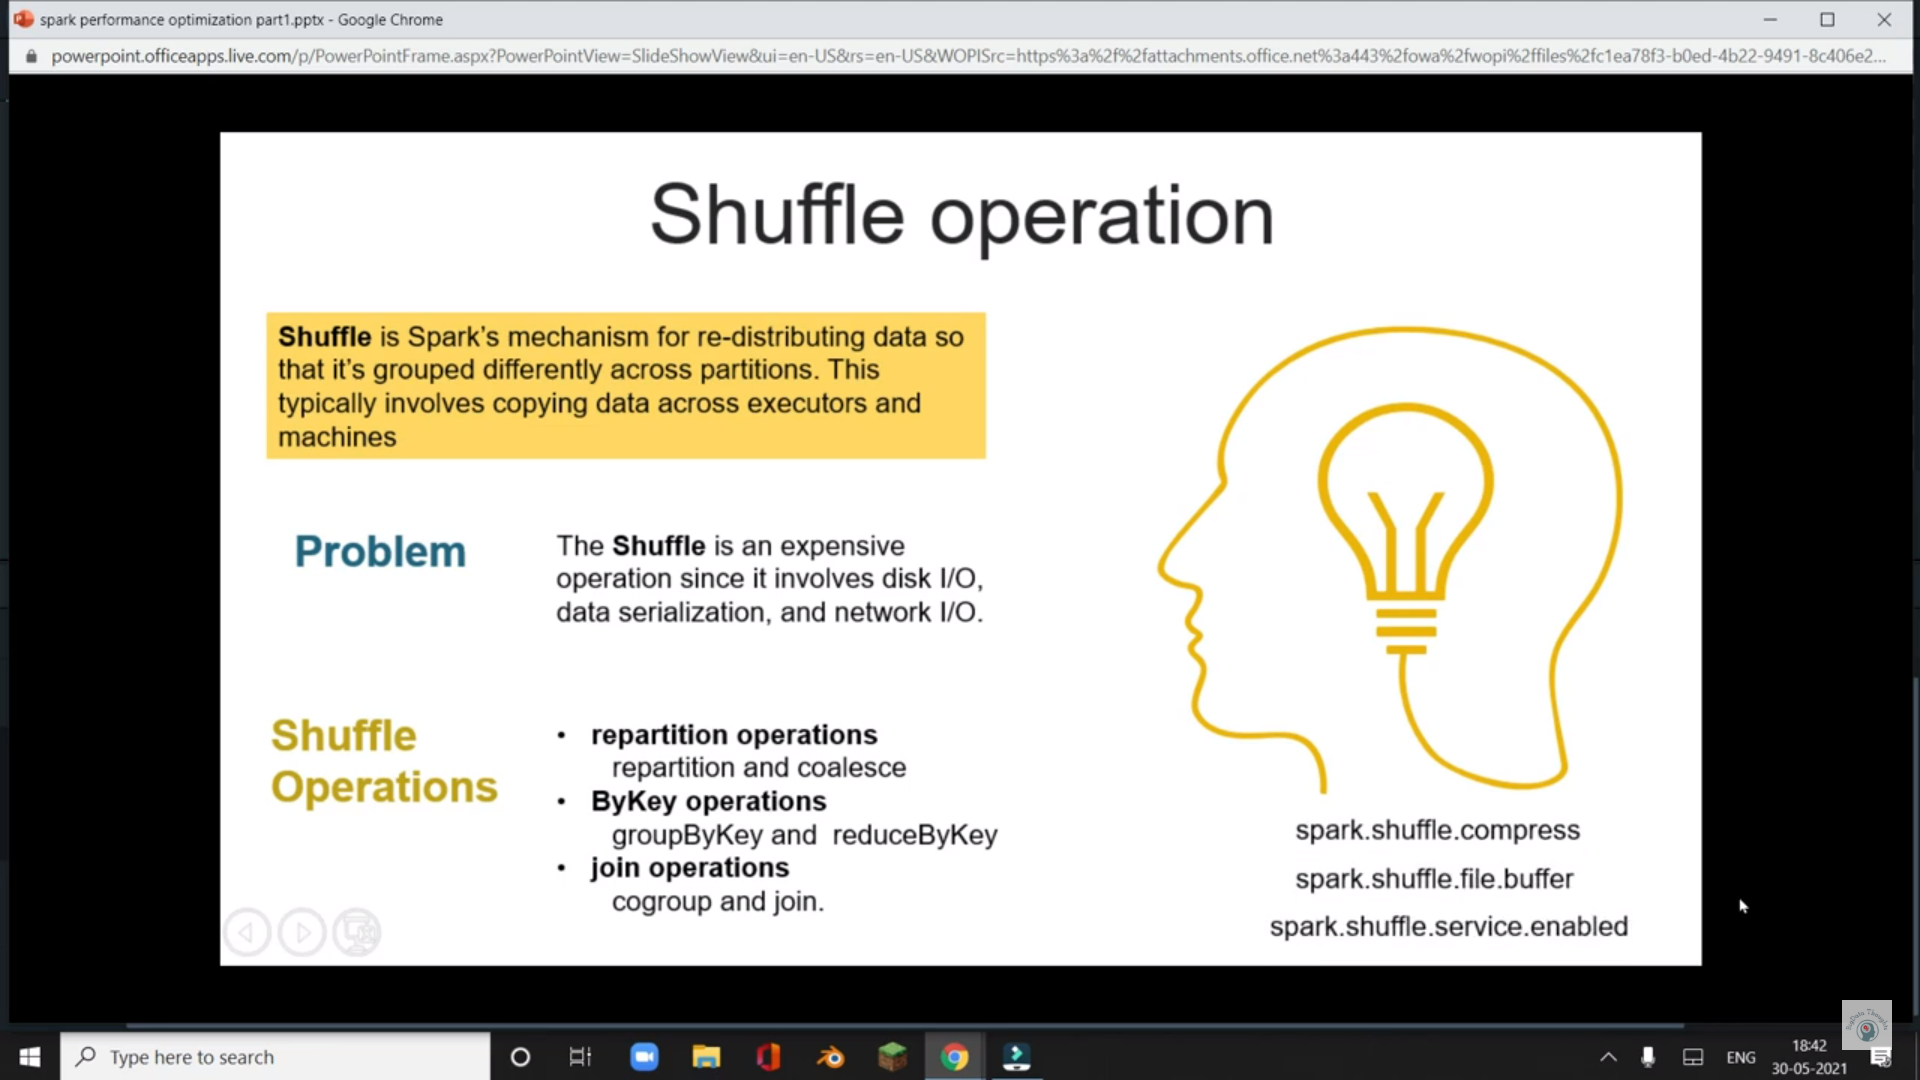 spark performance optimization part1.pptx - Google Chrome
powerpoint.officeapps.live.com/p/PowerPointFrame.aspx?PowerPointView=SlideShowView&ui=en-US&rs=en-US&WOPISrc=https%3a%2f%2fattachments.office.net%3a443%2fowa%2fwopi%2ffiles%2fc1ea78f3-b0ed-4b22-9491-8c406e2...
Shuffle operation
Shuffle is Spark's mechanism for re-distributing data so
that it's grouped differently across partitions. This
typically involves copying data across executors and
machines
Problem
The Shuffle is an expensive
operation since it involves disk I/O,
data serialization, and network I/O.
Shuffle
Operations
• repartition operations
repartition and coalesce
• ByKey operations
groupByKey and reduceByKey
• join operations
cogroup and join.
spark.shuffle.compress
spark.shuffle.file.buffer
spark.shuffle.service.enabled
Type here to search
ENG
18:42
30-05-2021